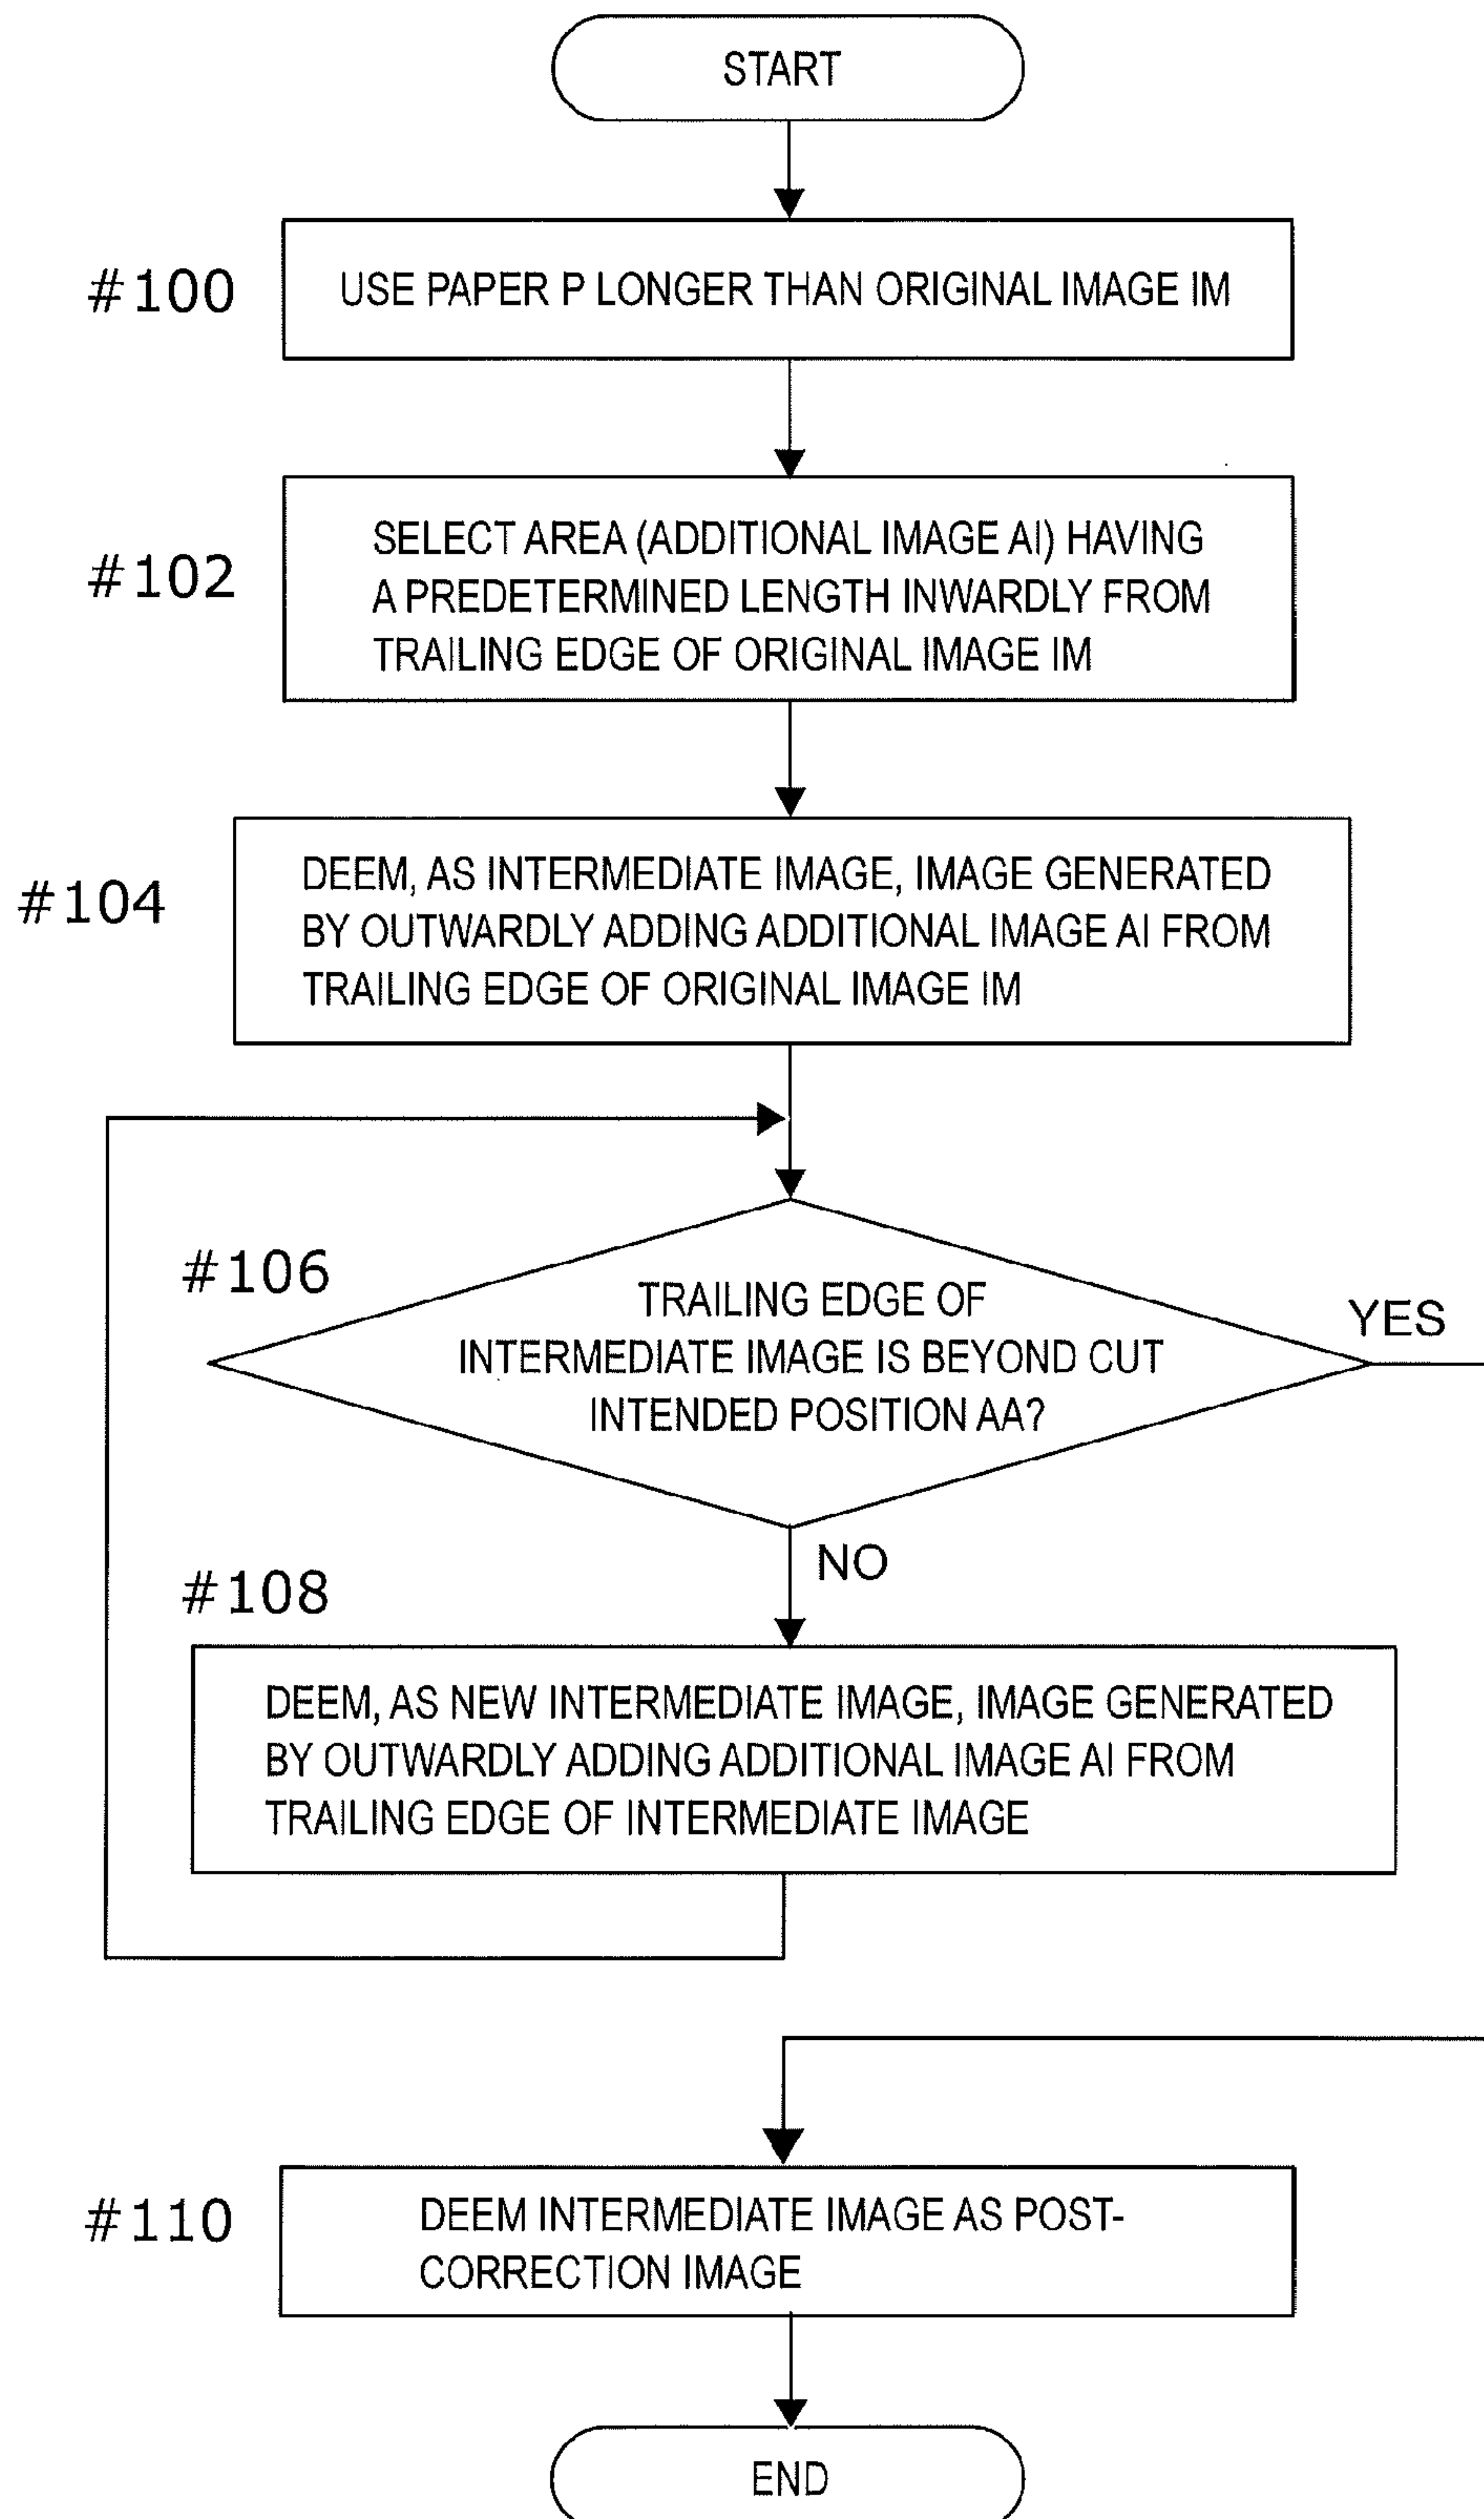 START
#100
USE PAPER P LONGER THAN ORIGINAL IMAGE IM
#102
SELECT AREA (ADDITIONAL IMAGE AI) HAVING
A PREDETERMINED LENGTH INWARDLY FROM
TRAILING EDGE OF ORIGINAL IMAGE IM
#104
DEEM, AS INTERMEDIATE IMAGE, IMAGE GENERATED
BY OUTWARDLY ADDING ADDITIONAL IMAGE AI FROM
TRAILING EDGE OF ORIGINAL IMAGE IM
#106
TRAILING EDGE OF
INTERMEDIATE IMAGE IS BEYOND CUT
INTENDED POSITION AA?
YES
NO
#108
DEEM, AS NEW INTERMEDIATE IMAGE, IMAGE GENERATED
BY OUTWARDLY ADDING ADDITIONAL IMAGE AI FROM
TRAILING EDGE OF INTERMEDIATE IMAGE
#110
DEEM INTERMEDIATE IMAGE AS POST-
CORRECTION IMAGE
END